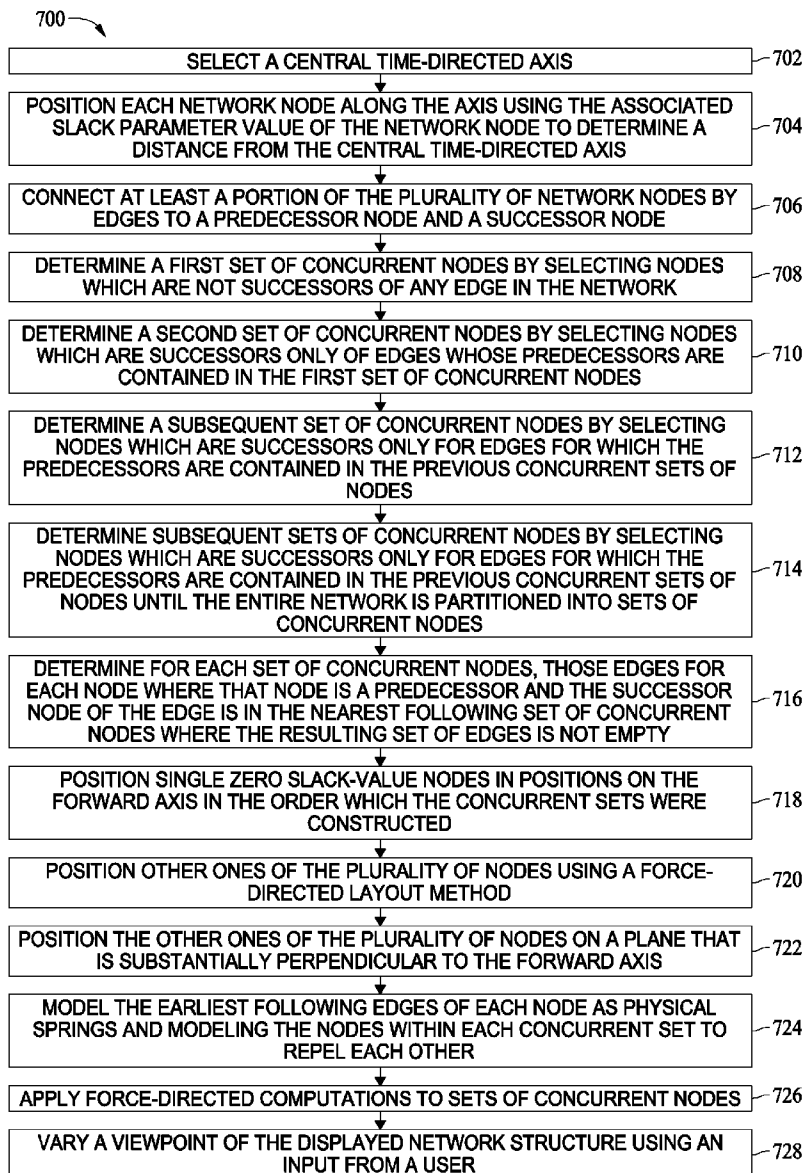 700
SELECT A CENTRAL TIME-DIRECTED AXIS
702
POSITION EACH NETWORK NODE ALONG THE AXIS USING THE ASSOCIATED
SLACK PARAMETER VALUE OF THE NETWORK NODE TO DETERMINE A
DISTANCE FROM THE CENTRAL TIME-DIRECTED AXIS
704
CONNECT AT LEAST A PORTION OF THE PLURALITY OF NETWORK NODES BY
EDGES TO A PREDECESSOR NODE AND A SUCCESSOR NODE
706
DETERMINE A FIRST SET OF CONCURRENT NODES BY SELECTING NODES
WHICH ARE NOT SUCCESSORS OF ANY EDGE IN THE NETWORK
708
DETERMINE A SECOND SET OF CONCURRENT NODES BY SELECTING NODES
WHICH ARE SUCCESSORS ONLY OF EDGES WHOSE PREDECESSORS ARE
CONTAINED IN THE FIRST SET OF CONCURRENT NODES
710
DETERMINE A SUBSEQUENT SET OF CONCURRENT NODES BY SELECTING
NODES WHICH ARE SUCCESSORS ONLY FOR EDGES FOR WHICH THE
PREDECESSORS ARE CONTAINED IN THE PREVIOUS CONCURRENT SETS OF
NODES
712
DETERMINE SUBSEQUENT SETS OF CONCURRENT NODES BY SELECTING
NODES WHICH ARE SUCCESSORS ONLY FOR EDGES FOR WHICH THE
PREDECESSORS ARE CONTAINED IN THE PREVIOUS CONCURRENT SETS OF
NODES UNTIL THE ENTIRE NETWORK IS PARTITIONED INTO SETS OF
CONCURRENT NODES
714
DETERMINE FOR EACH SET OF CONCURRENT NODES, THOSE EDGES FOR
EACH NODE WHERE THAT NODE IS A PREDECESSOR AND THE SUCCESSOR
NODE OF THE EDGE IS IN THE NEAREST FOLLOWING SET OF CONCURRENT
NODES WHERE THE RESULTING SET OF EDGES IS NOT EMPTY
716
POSITION SINGLE ZERO SLACK-VALUE NODES IN POSITIONS ON THE
FORWARD AXIS IN THE ORDER WHICH THE CONCURRENT SETS WERE
CONSTRUCTED
718
POSITION OTHER ONES OF THE PLURALITY OF NODES USING A FORCE-
DIRECTED LAYOUT METHOD
720
POSITION THE OTHER ONES OF THE PLURALITY OF NODES ON A PLANE THAT
IS SUBSTANTIALLY PERPENDICULAR TO THE FORWARD AXIS
722
MODEL THE EARLIEST FOLLOWING EDGES OF EACH NODE AS PHYSICAL
SPRINGS AND MODELING THE NODES WITHIN EACH CONCURRENT SET TO
REPEL EACH OTHER
724
APPLY FORCE-DIRECTED COMPUTATIONS TO SETS OF CONCURRENT NODES
726
VARY A VIEWPOINT OF THE DISPLAYED NETWORK STRUCTURE USING AN
INPUT FROM A USER
728